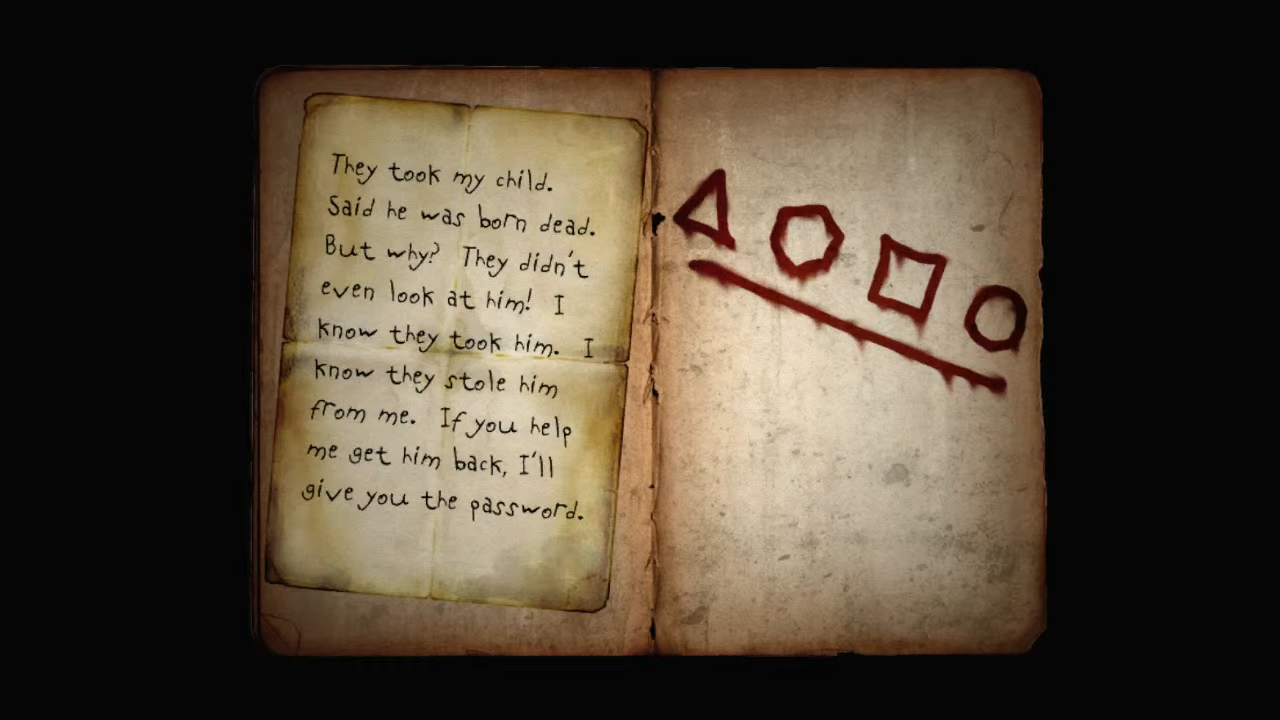 They took my child.
Said he was born dead.
But why? They didn't
even look at him! I
know they took him. I
know they stole him
from me. If you help
me get him back, I'll
give you the password.